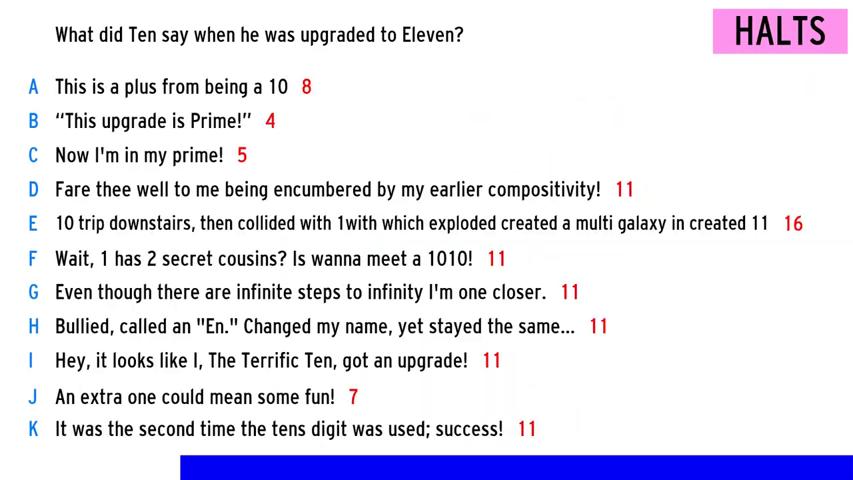 What did Ten say when he was upgraded to Eleven?
HALTS
A This is a plus from being a 10 8
B “This upgrade is Prime!” 4
C Now I'm in my prime! 5
D Fare thee well to me being encumbered by my earlier compositivity! 11
E 10 trip downstairs, then collided with 1with which exploded created a multi galaxy in created 11 16
F Wait, 1 has 2 secret cousins? Is wanna meet a 1010! 11
G Even though there are infinite steps to infinity I'm one closer. 11
H Bullied, called an "En." Changed my name, yet stayed the same... 11
I Hey, it looks like I, The Terrific Ten, got an upgrade! 11
J An extra one could mean some fun! 7
K It was the second time the tens digit was used; success! 11